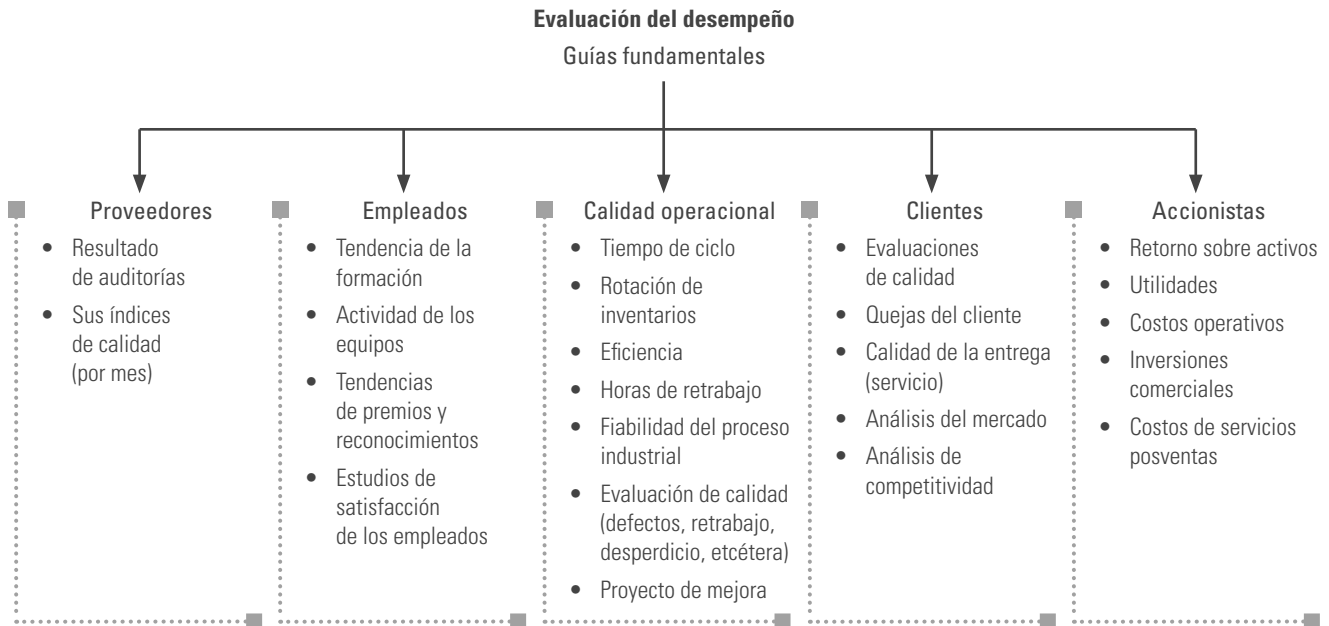 Evaluación del desempeño
Guías fundamentales
Proveedores
• Resultado
de auditorías
• Sus índices
de calidad
(por mes)
Empleados
• Tendencia de la
formación
• Actividad de los
equipos
• Tendencias
de premios y
reconocimientos
• Estudios de
satisfacción
de los empleados
Calidad operacional
• Tiempo de ciclo
• Rotación de
inventarios
• Eficiencia
• Horas de retrabajo
• Fiabilidad del proceso
industrial
• Evaluación de calidad
(defectos, retrabajo,
desperdicio, etcétera)
• Proyecto de mejora
Clientes
• Evaluaciones
de calidad
• Quejas del cliente
• Calidad de la entrega
(servicio)
• Análisis del mercado
• Análisis de
competitividad
Accionistas
• Retorno sobre activos
• Utilidades
• Costos operativos
• Inversiones
comerciales
• Costos de servicios
posventas